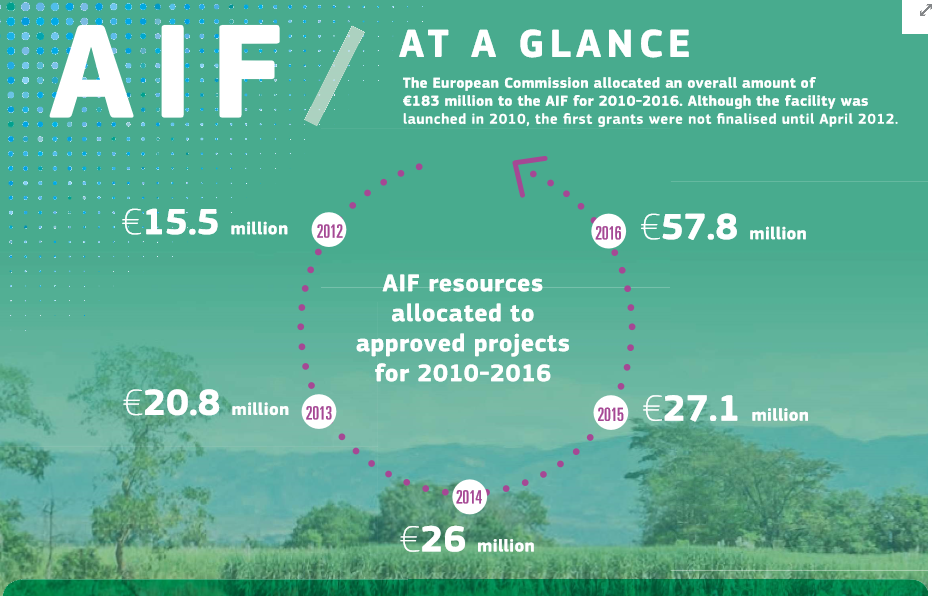 AIF
AT A GLANCE
The European Commission allocated an overall amount of
€183 million to the AIF for 2010-2016. Although the facility was
launched in 2010, the first grants were not finalised until April 2012.
€15.5 million
2012
2016
€57.8 million
AIF resources
allocated to
approved projects
for 2010-2016
€20.8 million
2013
2015
€27.1 million
2014
€26 million